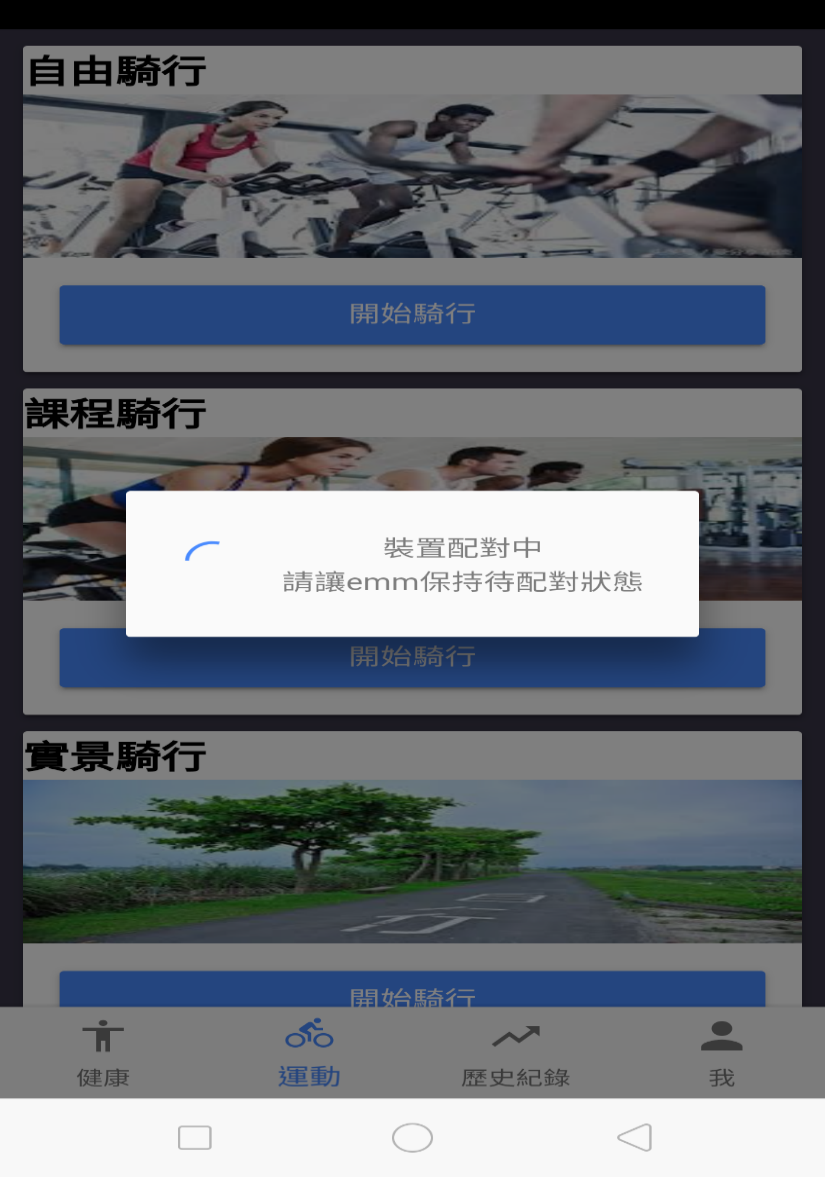 自由騎行
開始騎行
課程騎行
裝置配對中
請讓emm保持待配對狀態
開始騎行
實景騎行
開始騎行
健康
運動
歷史紀錄
我